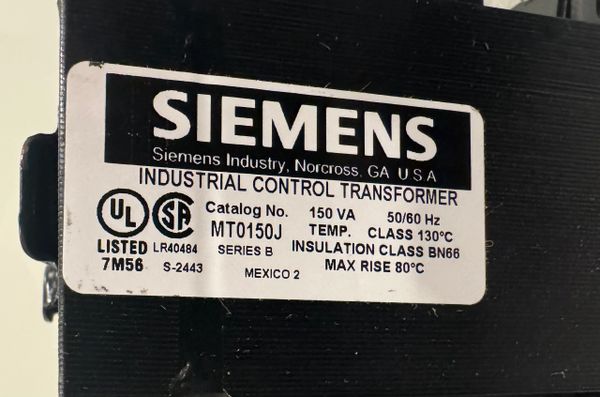 SIEMENS
Siemens Industry, Norcross, GA U S A
INDUSTRIAL CONTROL TRANSFORMER
UL
LISTED
7M56
SA
LR40484
S-2443
Catalog No.
MT0150J
SERIES B
MEXICO 2
150 VA 50/60 Hz
TEMP. CLASS 130°C
INSULATION CLASS BN66
MAX RISE 80°C